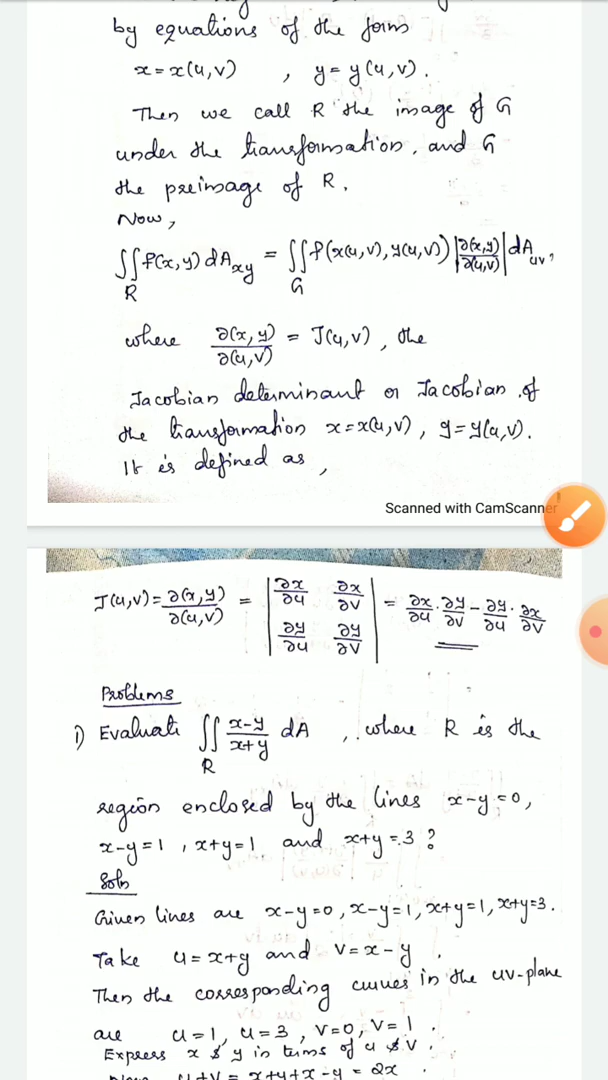 by equations of the form
x = x(u,v) , y = y(u,v).
Then we call R the image of G
under the transformation, and G
the preimage of R.
Now,
∬_R f(x,y) dA_xy = ∬_G f(x(u,v), y(u,v)) |∂(x,y)/∂(u,v)| dA_uv,
where ∂(x,y)/∂(u,v) = J(u,v), the
Jacobian determinant or Jacobian of
the transformation x=x(u,v), y=y(u,v).
It is defined as,
Scanned with CamScanner
J(u,v) = ∂(x,y)/∂(u,v) = |∂x/∂u ∂x/∂v; ∂y/∂u ∂y/∂v| = ∂x/∂u · ∂y/∂v - ∂y/∂u · ∂x/∂v
Problems
1) Evaluate ∬_R (x-y)/(x+y) dA, where R is the
region enclosed by the lines x-y=0,
x-y=1, x+y=1 and x+y=3?
Soln
Given lines are x-y=0, x-y=1, x+y=1, x+y=3.
Take u=x+y and v=x-y.
Then the corresponding curves in the uv-plane
are u=1, u=3, v=0, v=1.
Express x & y in terms of u & v.
u+v = x+y+x-y = 2x.